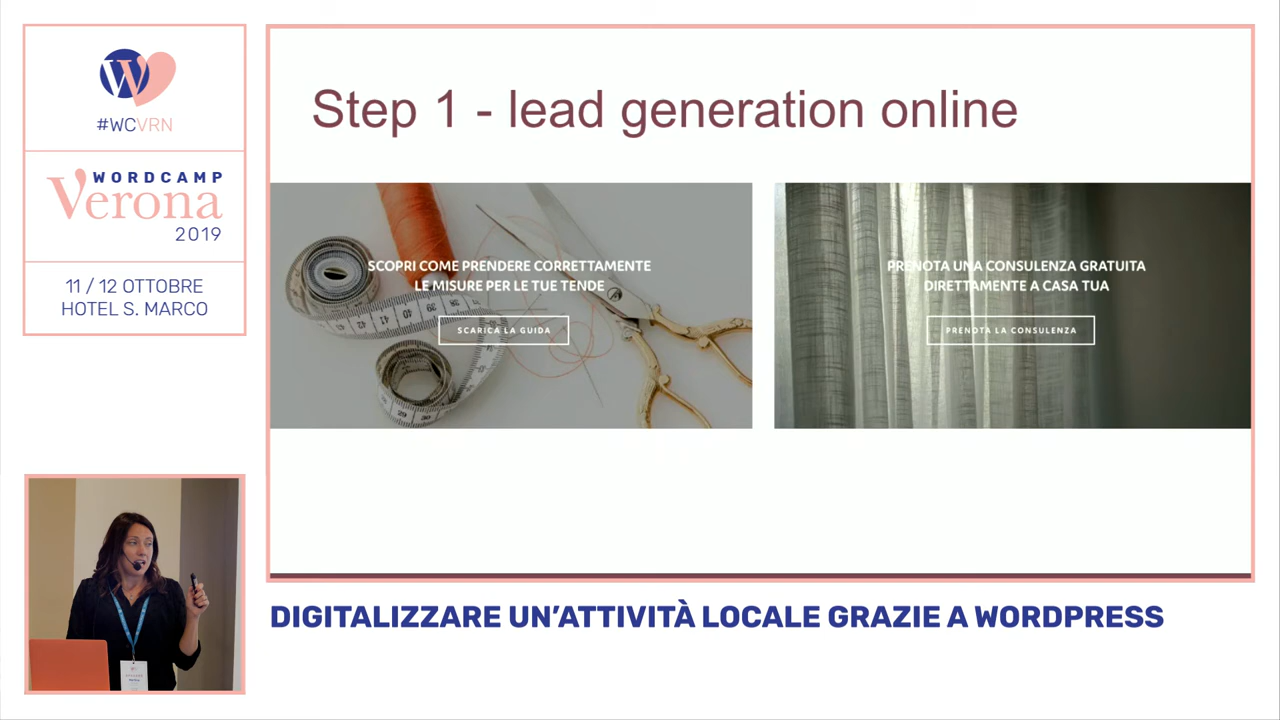 #WCVRN
WORDCAMP
Verona
2019
11 / 12 OTTOBRE
HOTEL S. MARCO
Step 1 - lead generation online
SCOPRI COME PRENDERE CORRETTAMENTE
LE MISURE PER LE TUE TENDE
SCARICA LA GUIDA
PRENOTA UNA CONSULENZA GRATUITA
DIRETTAMENTE A CASA TUA
PRENOTA LA CONSULENZA
DIGITALIZZARE UN'ATTIVITÀ LOCALE GRAZIE A WORDPRESS